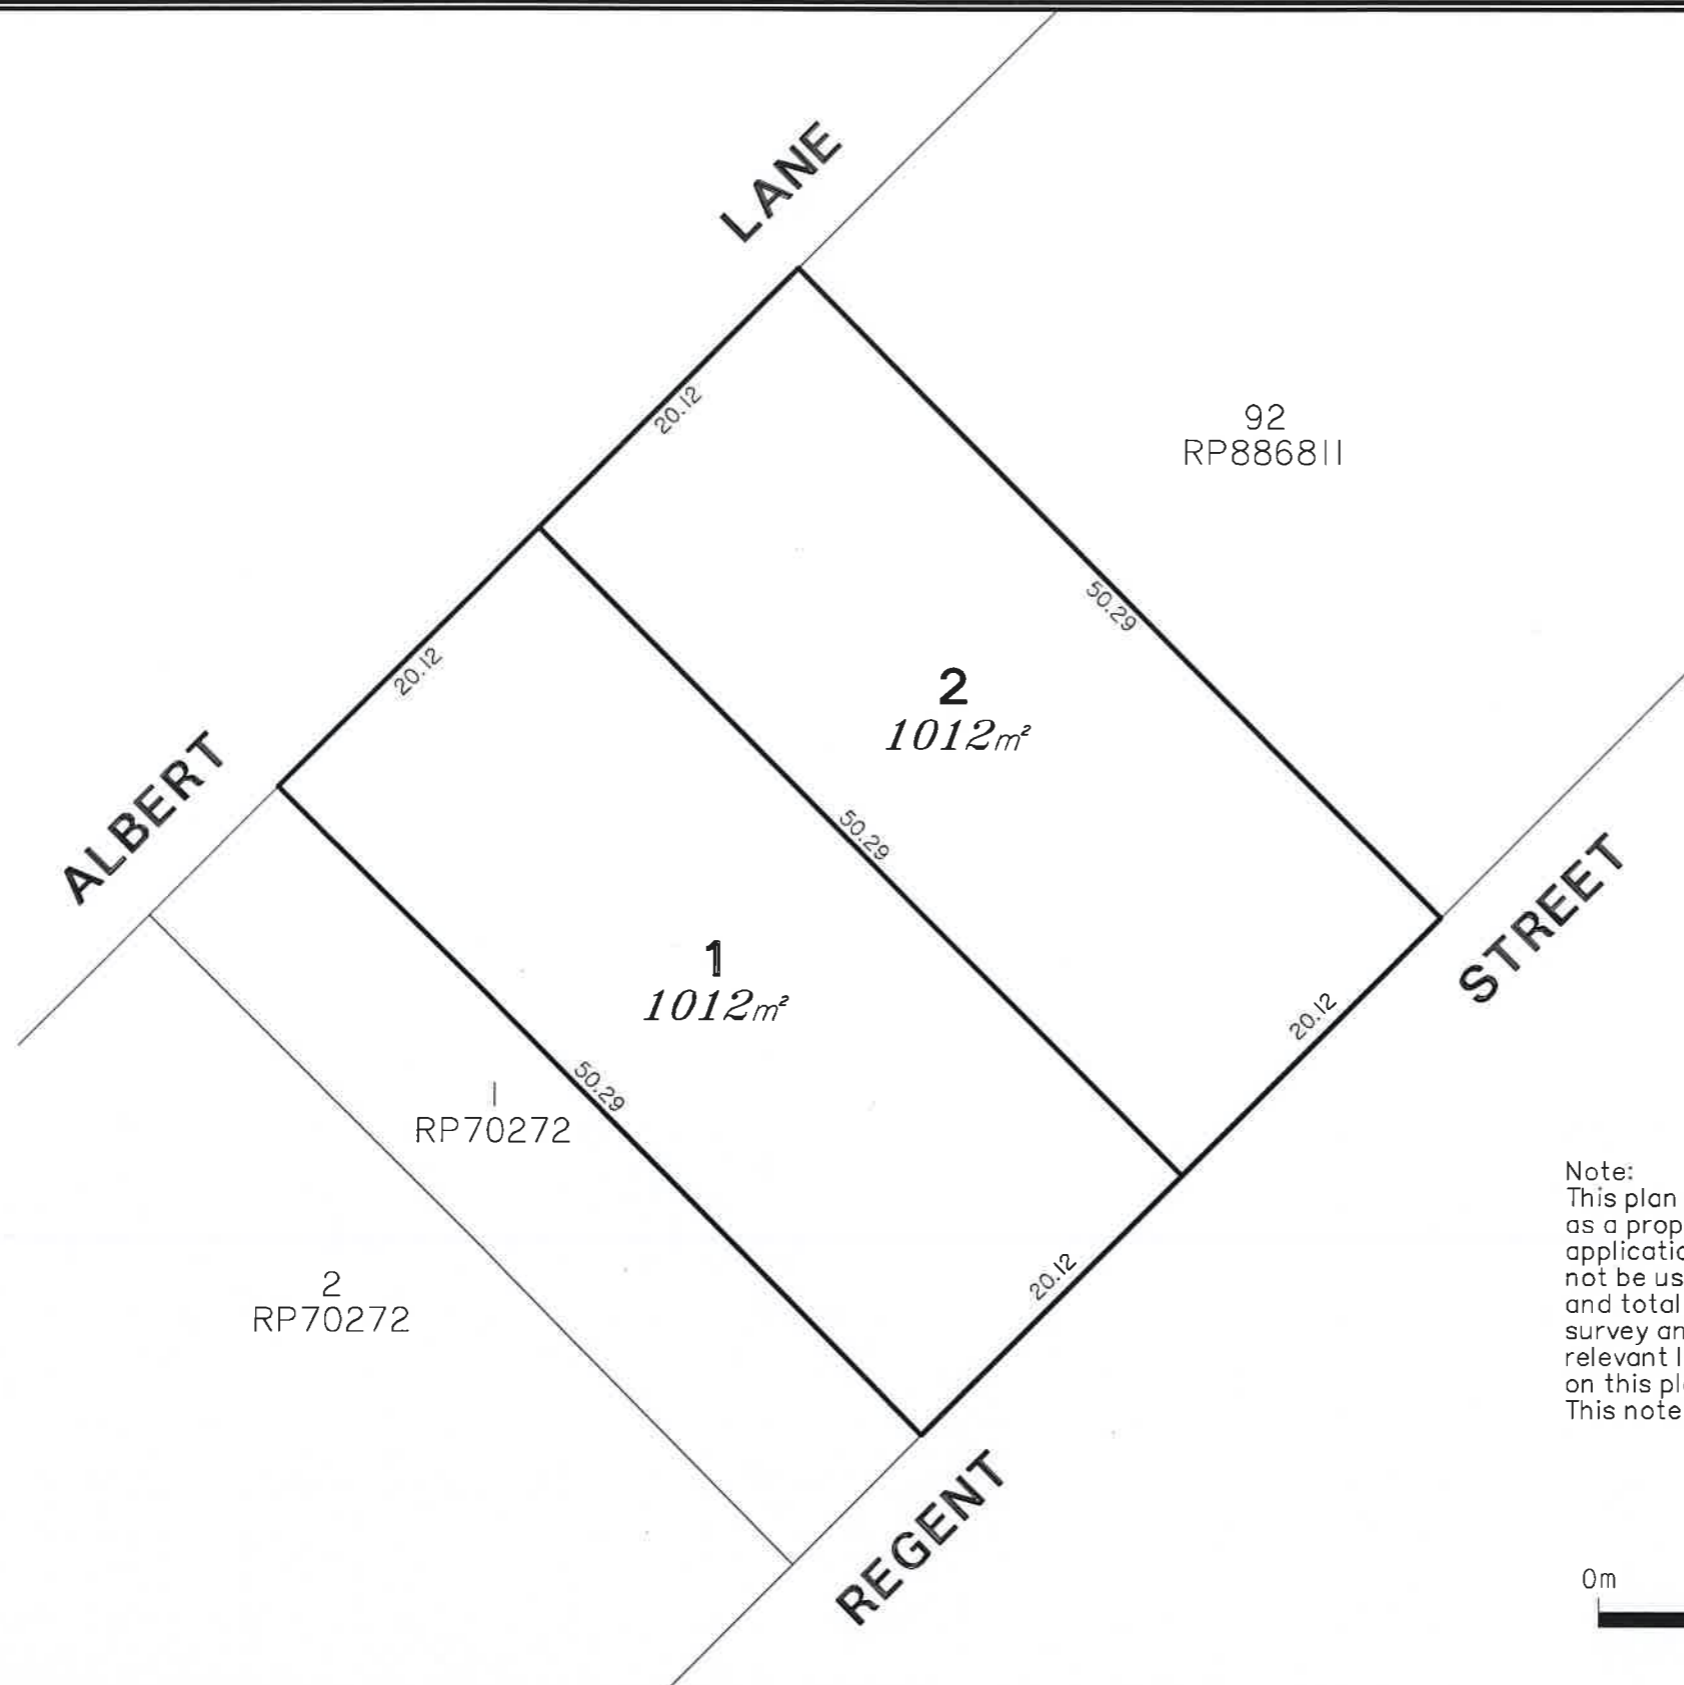 LANE
20.12
92
RP886811
50.29
2
1012m²
20.12
ALBERT
50.29
STREET
1
1012m²
20.12
50.29
1
RP70272
20.12
2
RP70272
REGENT
Note:
This plan
as a prop
applicatio
not be us
and total
survey an
relevant l
on this pl
This note
0m